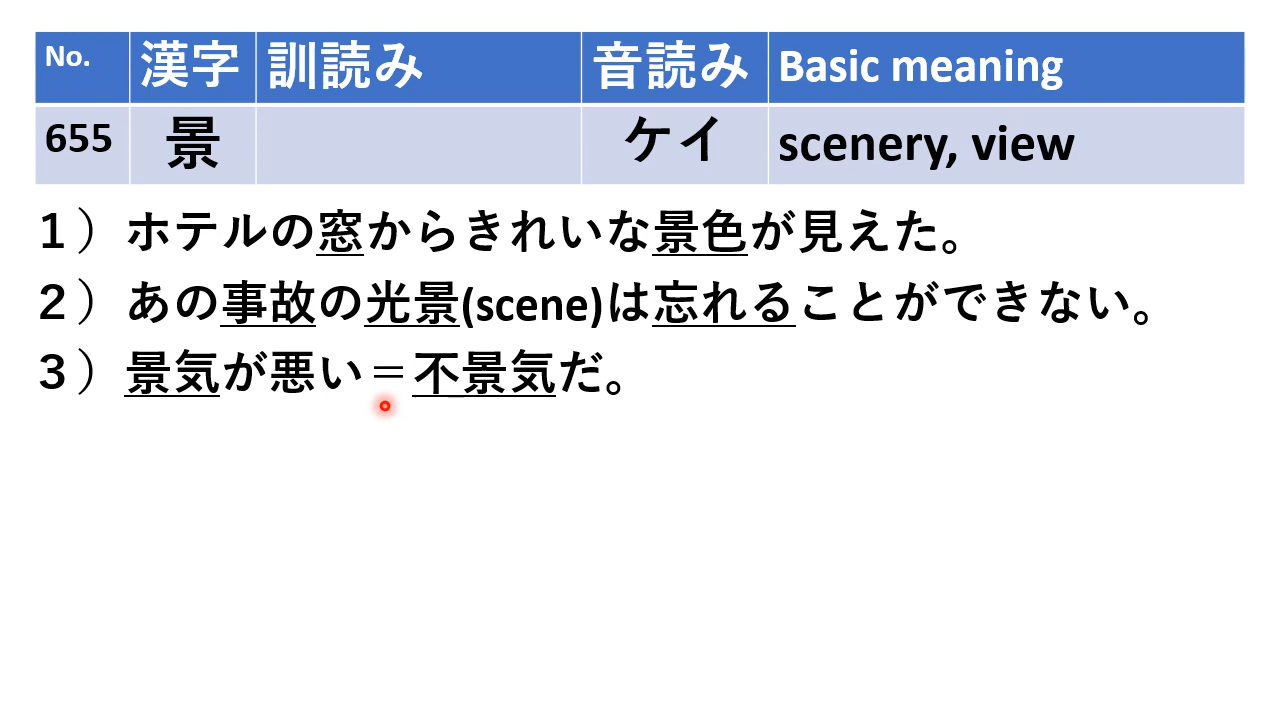 No. 漢字 訓読み 音読み Basic meaning
655 景 ケイ scenery, view
１）ホテルの窓からきれいな景色が見えた。
２）あの事故の光景(scene)は忘れることができない。
３）景気が悪い＝不景気だ。